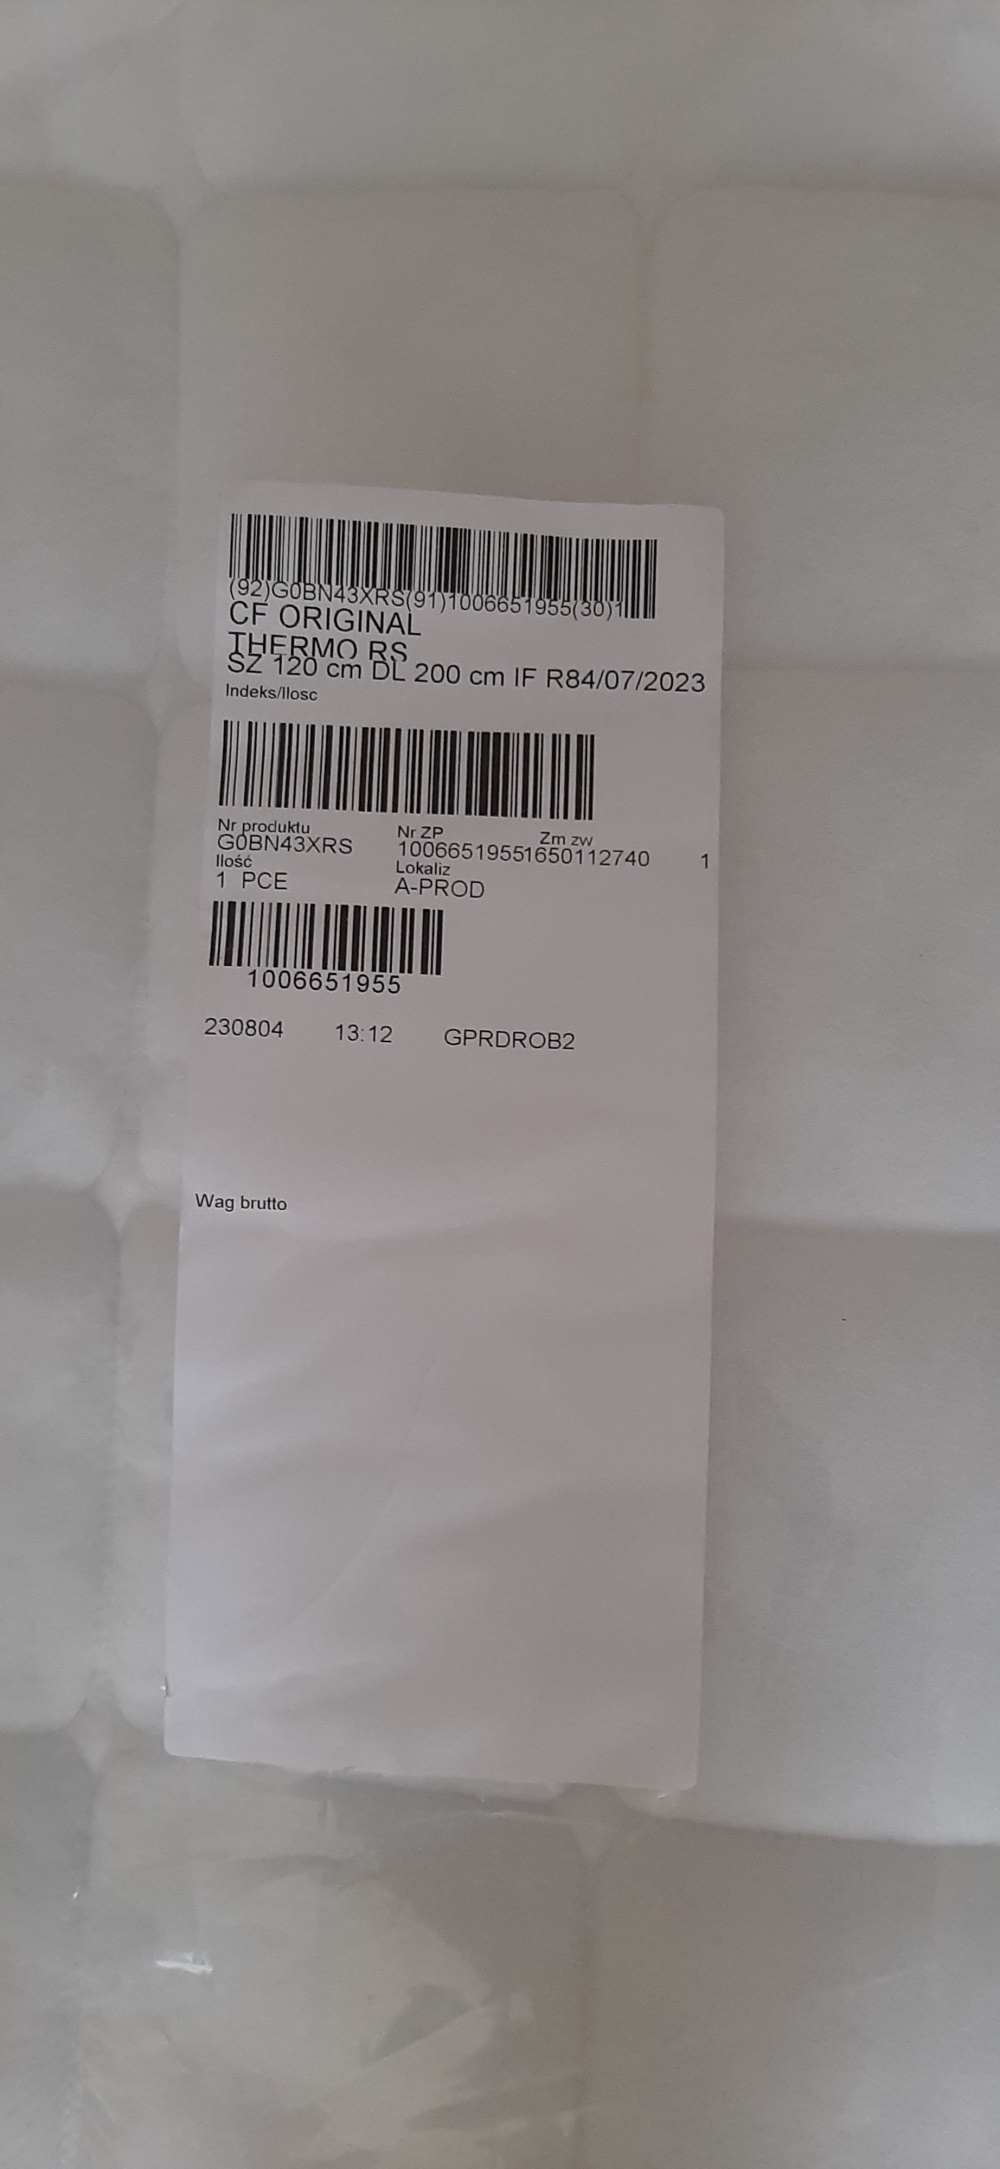 (92)G0BN43XRS(91)1006651955(30)1
CF ORIGINAL
THERMO RS
SZ 120 cm DL 200 cm IF R84/07/2023
Indeks/Ilosc
Nr produktu Nr ZP Zm zw
G0BN43XRS 10066519551650112740 1
Ilość Lokaliz
1 PCE A-PROD
1006651955
230804 13:12 GPRDROB2
Wag brutto